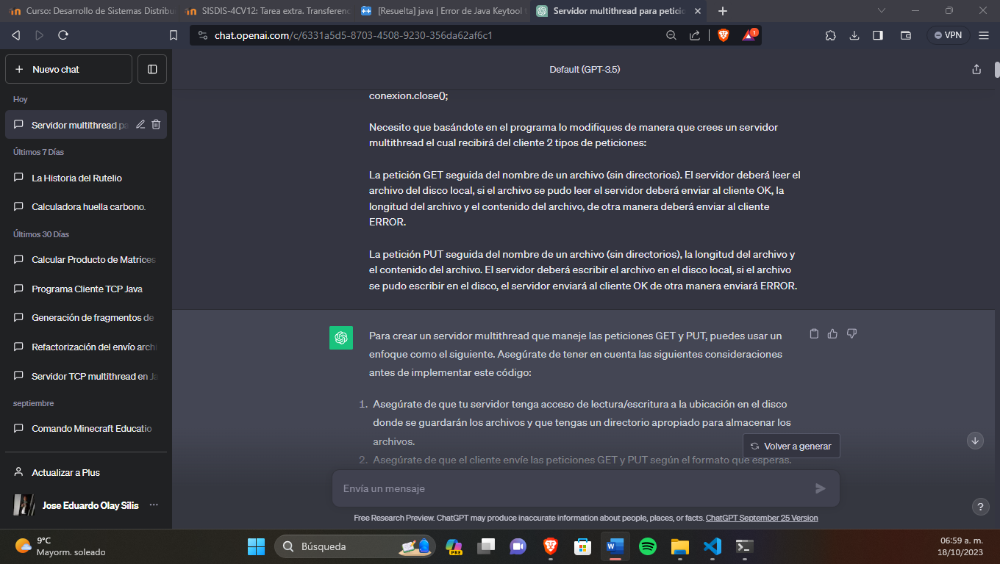 Curso: Desarrollo de Sistemas Distribu
SISDIS-4CV12: Tarea extra. Transferenc
[Resuelta] java | Error de Java Keytool
Servidor multithread para petici
chat.openai.com/c/6331a5d5-8703-4508-9230-356da62af6c1
1
VPN
Nuevo chat
Default (GPT-3.5)
Hoy
Servidor multithread pa
Últimos 7 Días
La Historia del Rutelio
Calculadora huella carbono.
Últimos 30 Días
Calcular Producto de Matrices
Programa Cliente TCP Java
Generación de fragmentos de
Refactorización del envío archi
Servidor TCP multithread en Ja
septiembre
Comando Minecraft Educatio
Actualizar a Plus
Jose Eduardo Olay Silis
conexion.close();
Necesito que basándote en el programa lo modifiques de manera que crees un servidor
multithread el cual recibirá del cliente 2 tipos de peticiones:
La petición GET seguida del nombre de un archivo (sin directorios). El servidor deberá leer el
archivo del disco local, si el archivo se pudo leer el servidor deberá enviar al cliente OK, la
longitud del archivo y el contenido del archivo, de otra manera deberá enviar al cliente
ERROR.
La petición PUT seguida del nombre de un archivo (sin directorios), la longitud del archivo y
el contenido del archivo. El servidor deberá escribir el archivo en el disco local, si el archivo
se pudo escribir en el disco, el servidor enviará al cliente OK de otra manera enviará ERROR.
Para crear un servidor multithread que maneje las peticiones GET y PUT, puedes usar un
enfoque como el siguiente. Asegúrate de tener en cuenta las siguientes consideraciones
antes de implementar este código:
1. Asegúrate de que tu servidor tenga acceso de lectura/escritura a la ubicación en el disco
donde se guardarán los archivos y que tengas un directorio apropiado para almacenar los
archivos.
Volver a generar
2. Asegúrate de que el cliente envíe las peticiones GET y PUT según el formato que esperas.
Envía un mensaje
Free Research Preview. ChatGPT may produce inaccurate information about people, places, or facts. ChatGPT September 25 Version
?
9°C
Mayorm. soleado
Búsqueda
PRE
06:59 a. m.
18/10/2023